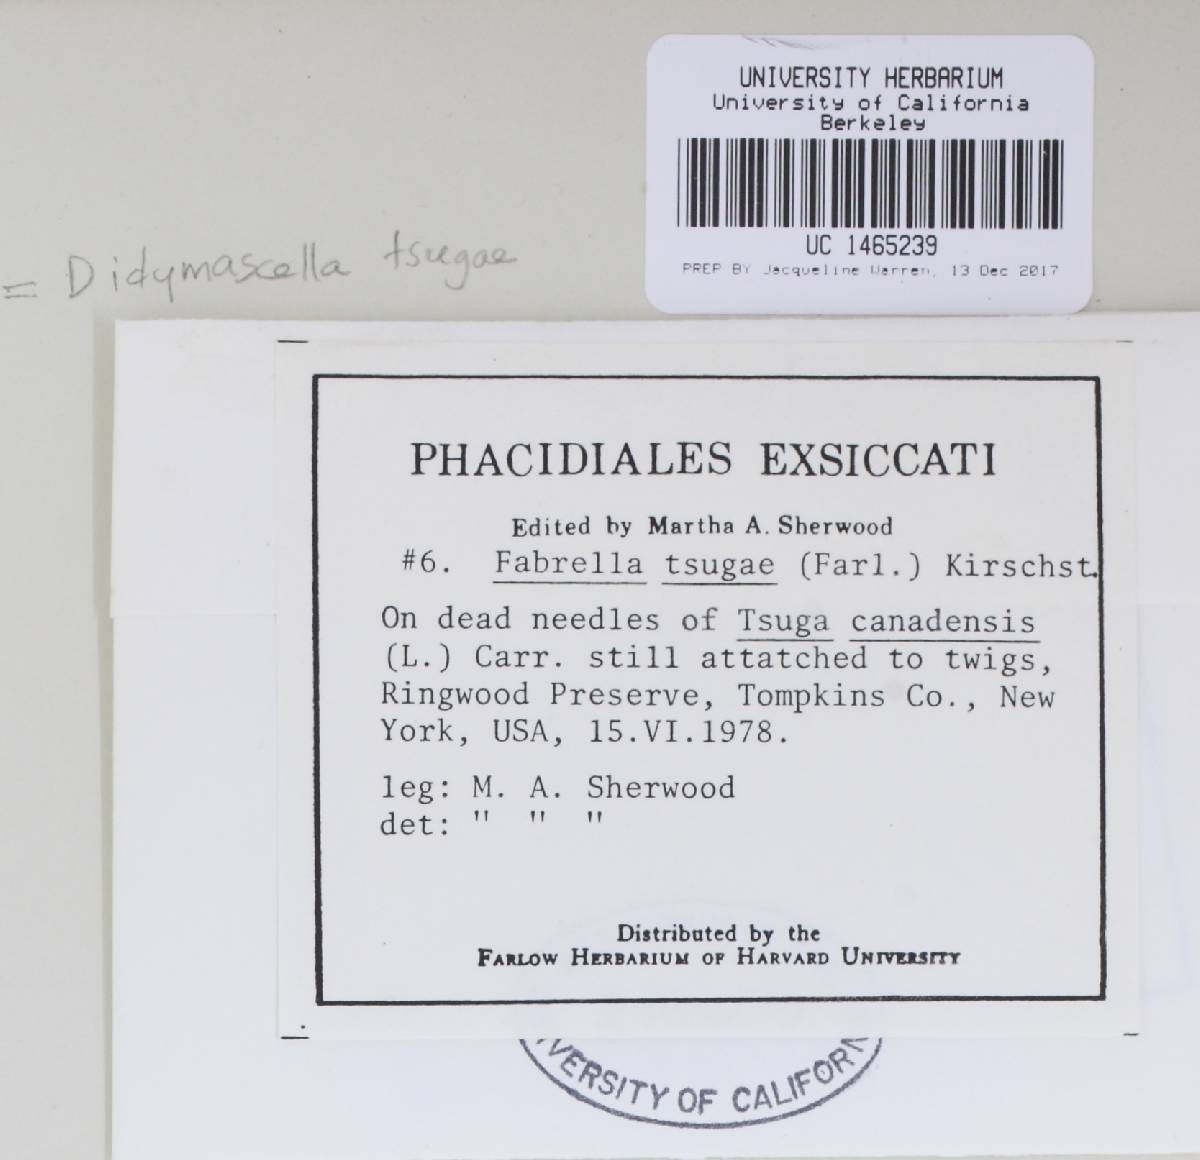 UNIVERSITY HERBARIUM
University of California
Berkeley
UC 1465239
PREP BY Jacqueline Warren, 13 Dec 2017
= Didymascella tsugae
PHACIDIALES EXSICCATI
Edited by Martha A. Sherwood
#6. Fabrella tsugae (Farl.) Kirschst.
On dead needles of Tsuga canadensis
(L.) Carr. still attatched to twigs,
Ringwood Preserve, Tompkins Co., New
York, USA, 15.VI.1978.
leg: M. A. Sherwood
det: " " "
Distributed by the
FARLOW HERBARIUM OF HARVARD UNIVERSITY
VERSITY OF CALIFORN